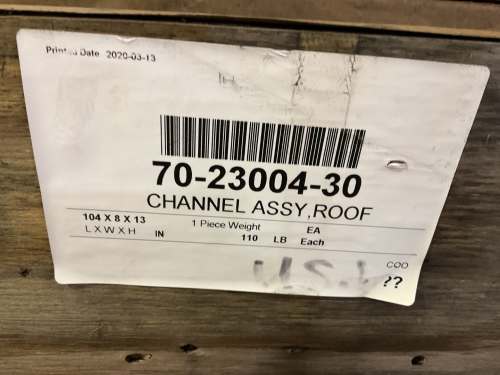 Printed Date 2020-03-13
70-23004-30
CHANNEL ASSY,ROOF
104 X 8 X 13 1 Piece Weight EA
L X W X H IN 110 LB Each
COO
??